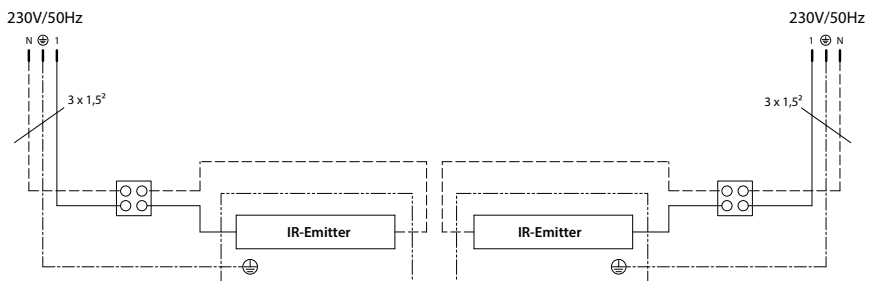 230V/50Hz
230V/50Hz
N ⏚ 1
1 ⏚ N
3 x 1,5²
3 x 1,5²
IR-Emitter
IR-Emitter